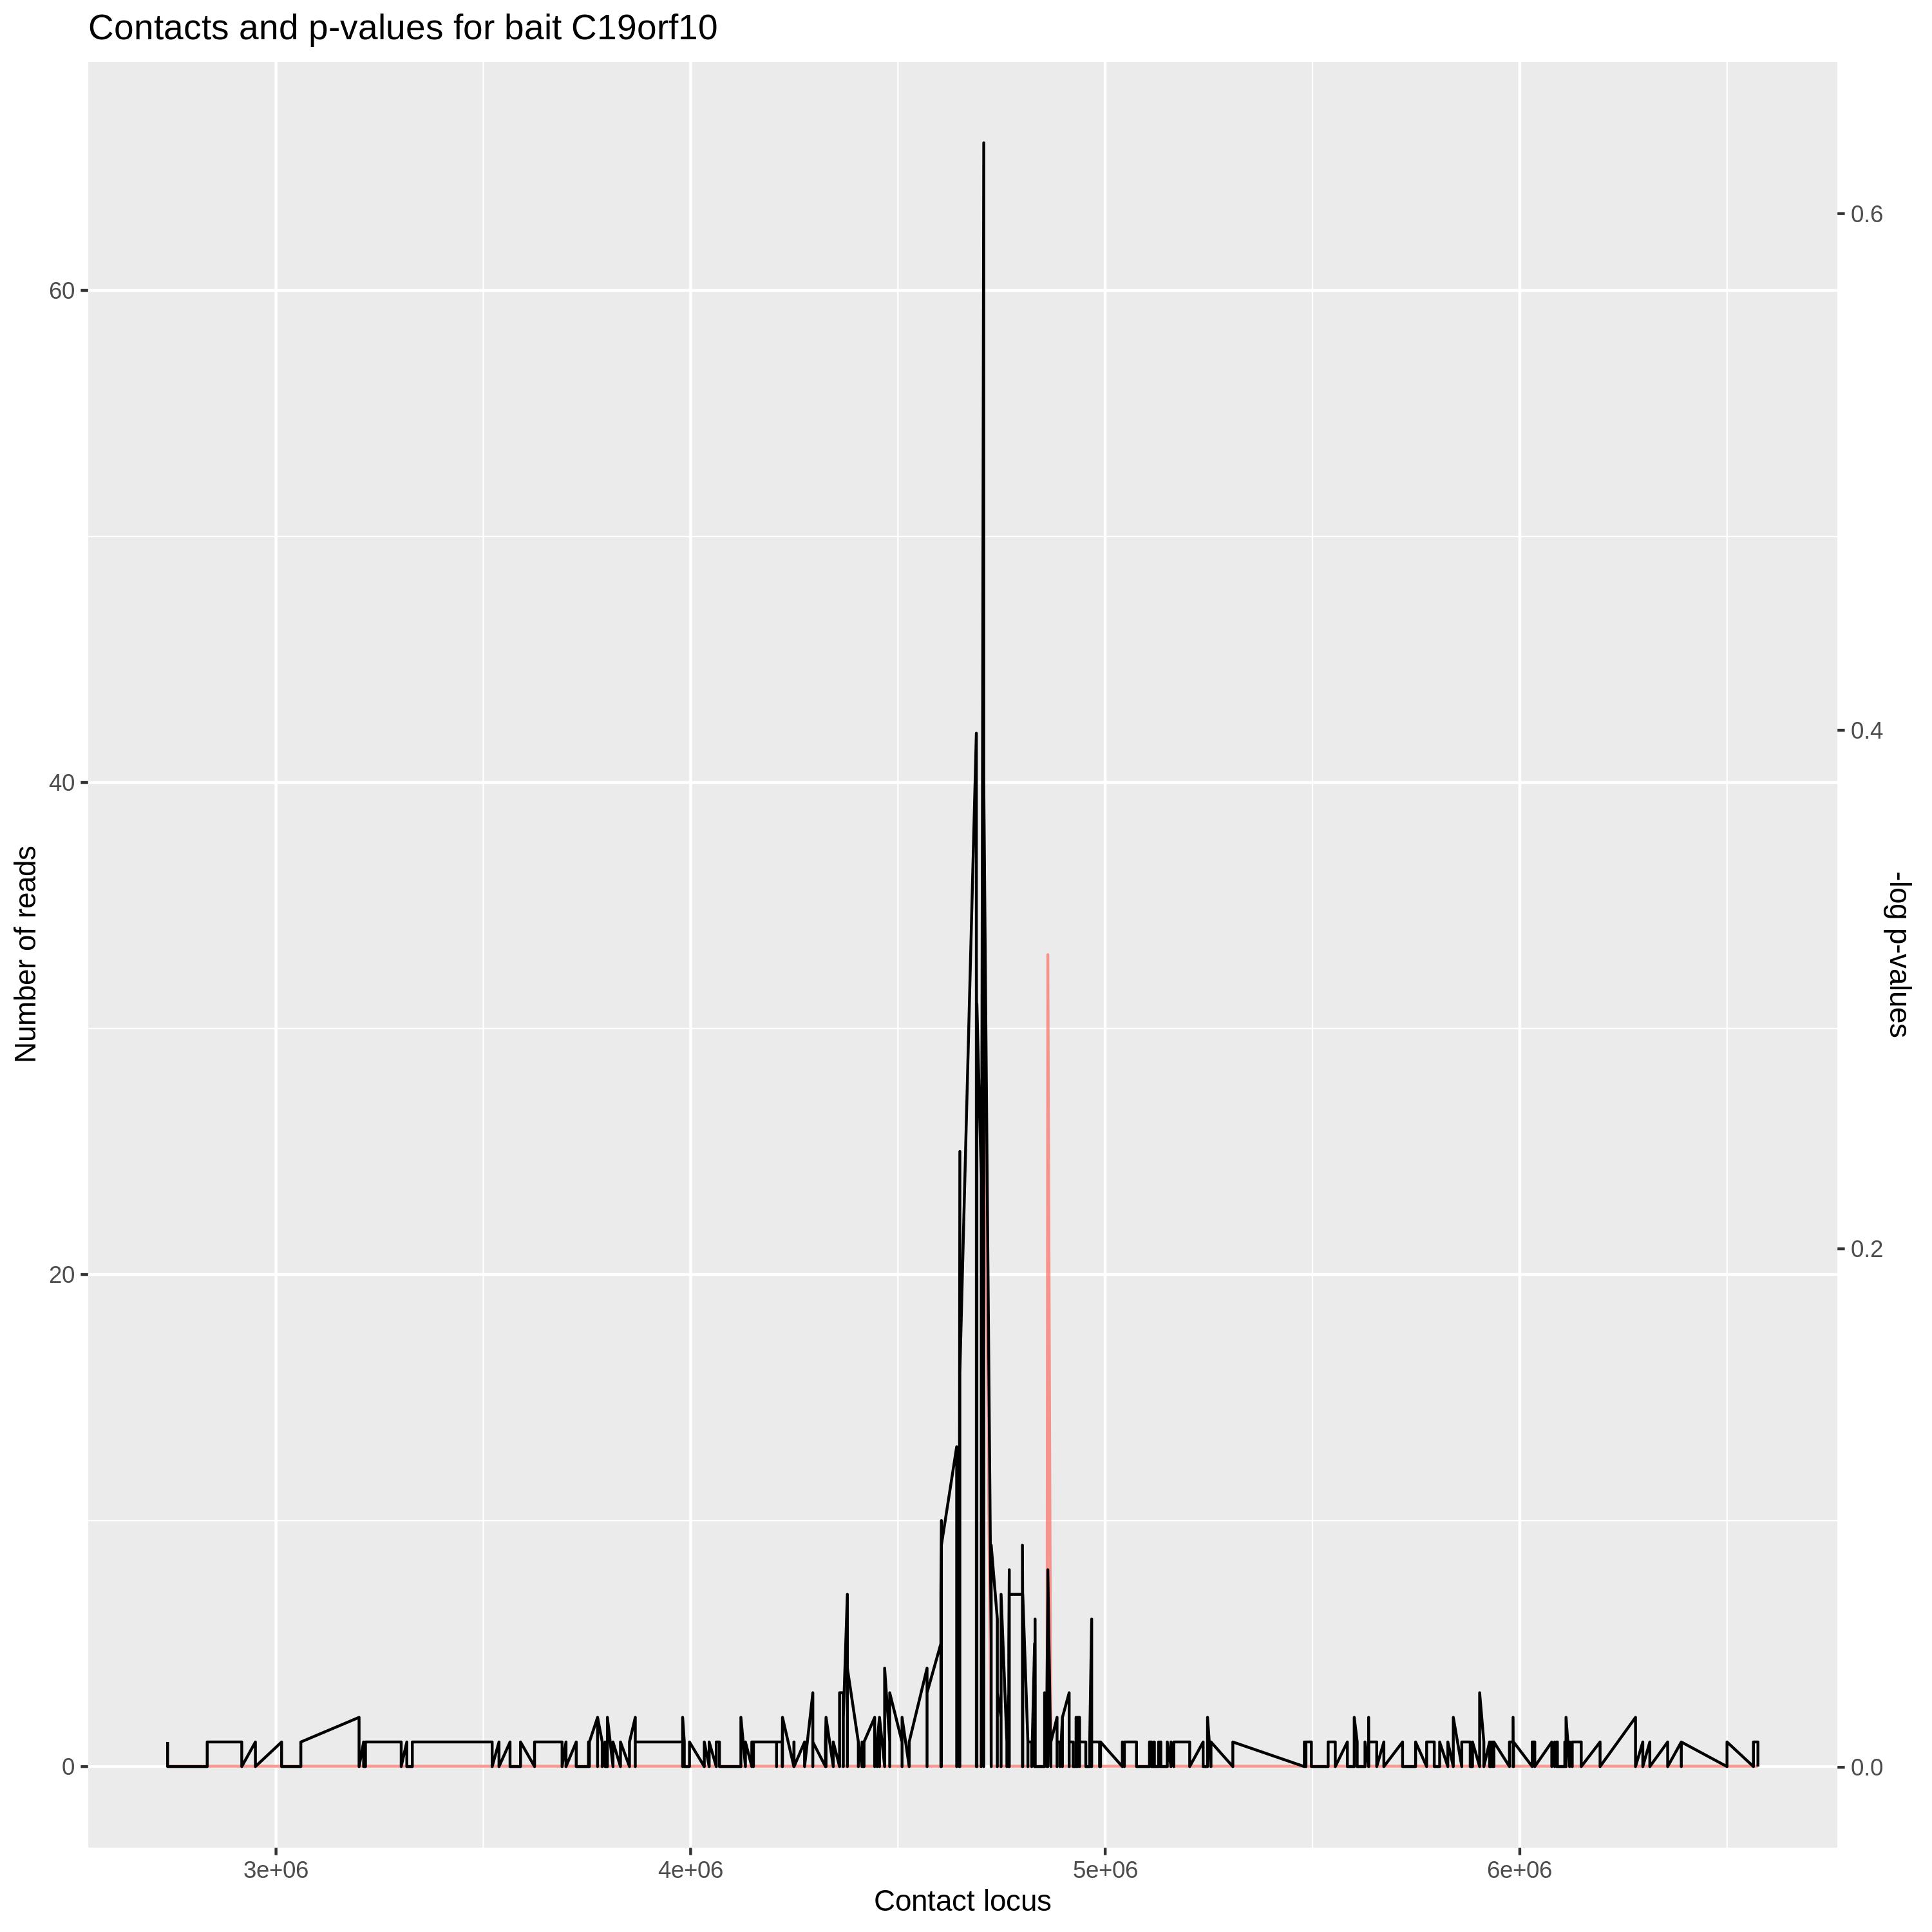 Contacts and p-values for bait C19orf10
60
40
20
0
Number of reads
0.6
0.4
0.2
0.0
-log p-values
3e+06 4e+06 5e+06 6e+06
Contact locus